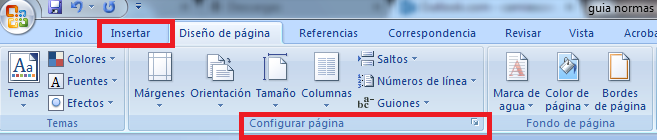 guia normas
Inicio Insertar Diseño de página Referencias Correspondencia Revisar Vista Acroba
Aa Colores Saltos
Fuentes Números de línea
Efectos Guiones
Temas Márgenes Orientación Tamaño Columnas Marca de agua Color de página Bordes de página
Temas Configurar página Fondo de página